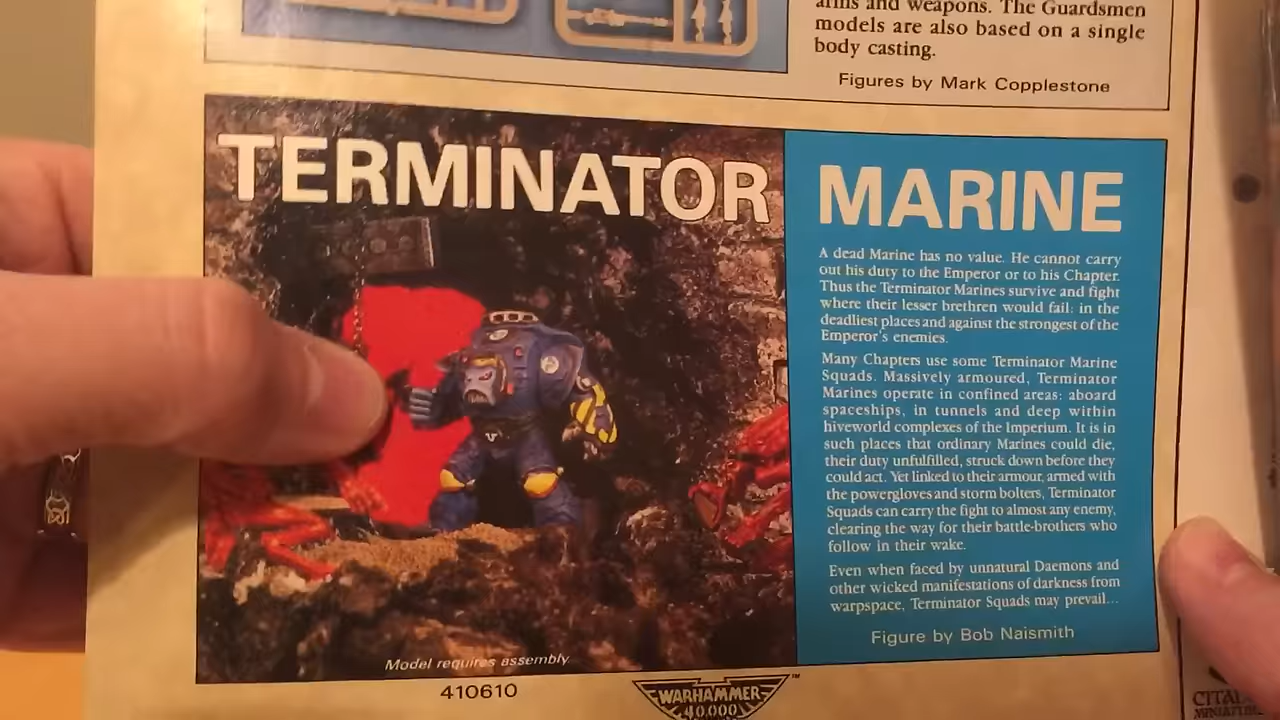 arms and weapons. The Guardsmen
models are also based on a single
body casting.
Figures by Mark Copplestone
TERMINATOR MARINE
A dead Marine has no value. He cannot carry
out his duty to the Emperor or to his Chapter.
Thus the Terminator Marines survive and fight
where their lesser brethren would fail: in the
deadliest places and against the strongest of the
Emperor's enemies.
Many Chapters use some Terminator Marine
Squads. Massively armoured, Terminator
Marines operate in confined areas: aboard
spaceships, in tunnels and deep within
hiveworld complexes of the Imperium. It is in
such places that ordinary Marines could die,
their duty unfulfilled, struck down before they
could act. Yet linked to their armour, armed with
the powergloves and storm bolters, Terminator
Squads can carry the fight to almost any enemy,
clearing the way for their battle-brothers who
follow in their wake.
Even when faced by unnatural Daemons and
other wicked manifestations of darkness from
warpspace, Terminator Squads may prevail...
Figure by Bob Naismith
Model requires assembly.
410610
WARHAMMER
40,000
TM